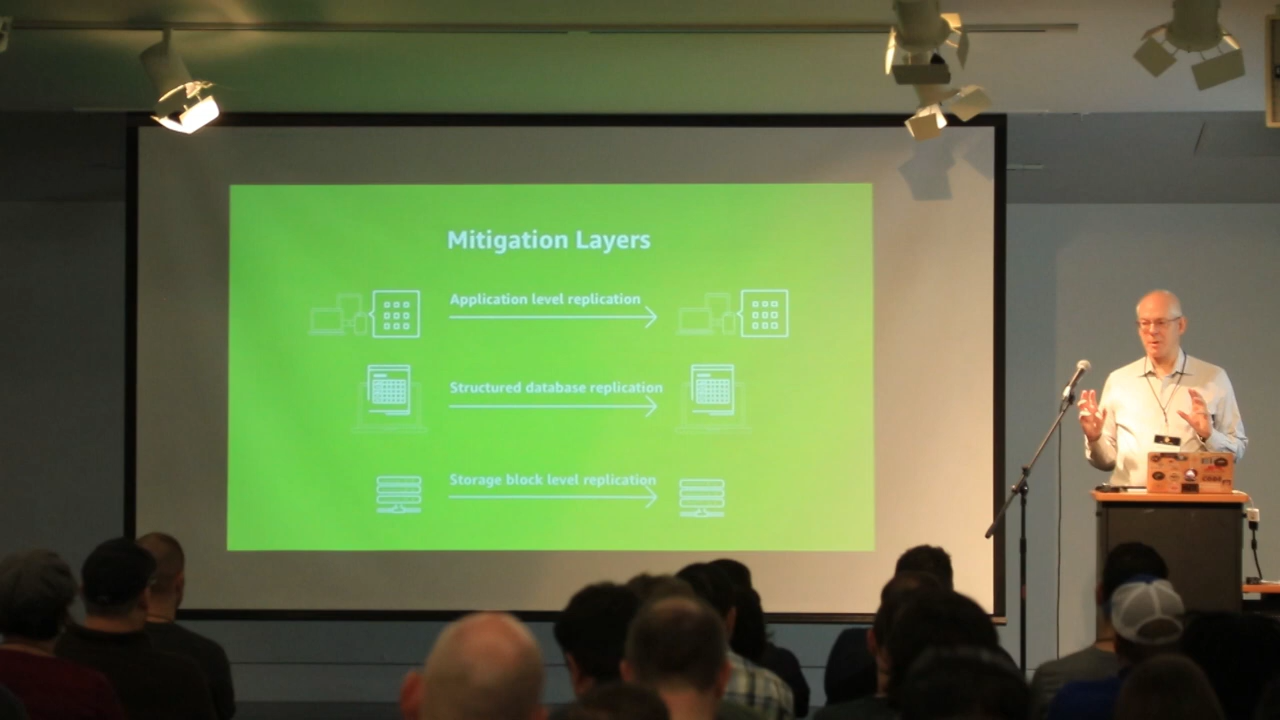 Mitigation Layers
Application level replication
Structured database replication
Storage block level replication